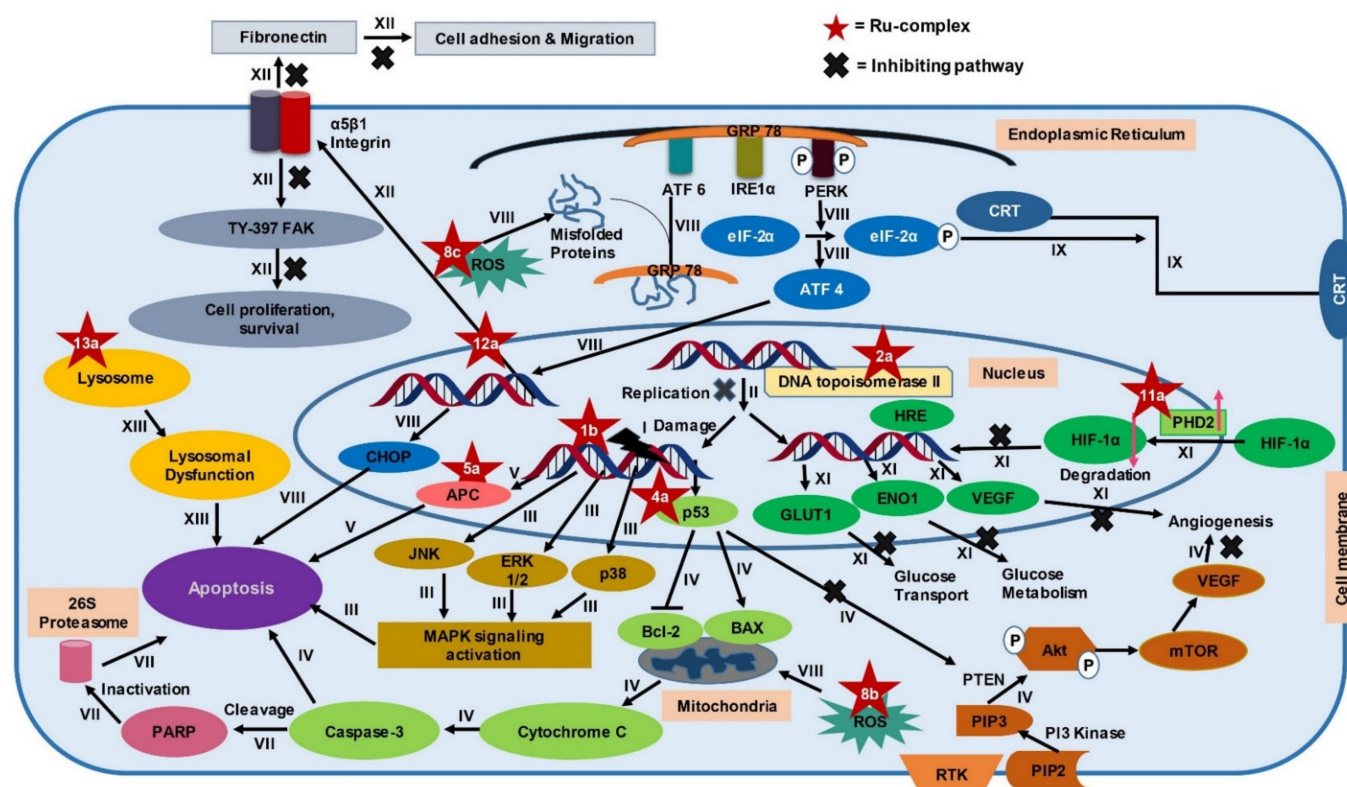 Fibronectin
XII
Cell adhesion & Migration
= Ru-complex
= Inhibiting pathway
XII
α5β1
Integrin
GRP 78
Endoplasmic Reticulum
P
P
XII
XII
ATF 6
IRE1α
PERK
VIII
Misfolded
Proteins
VIII
VIII
CRT
TY-397 FAK
8c
ROS
eIF-2α
eIF-2α
P
VIII
IX
IX
CRT
XII
GRP 78
ATF 4
Cell proliferation,
survival
13a
Lysosome
12a
VIII
2a
DNA topoisomerase II
Nucleus
Replication
II
HRE
11a
PHD2
XIII
VIII
1b
I
Damage
HIF-1α
XI
HIF-1α
XI
Degradation
Lysosomal
Dysfunction
CHOP
5a
APC
V
4a
p53
XI
XI
XI
GLUT1
ENO1
VEGF
XI
Angiogenesis
VIII
XIII
V
III
III
III
JNK
ERK
1/2
p38
XI
Glucose
Transport
XI
Glucose
Metabolism
IV
VEGF
Cell membrane
Apoptosis
III
III
III
III
MAPK signaling
activation
IV
IV
IV
Bcl-2
BAX
26S
Proteasome
P
Akt
P
mTOR
VII
IV
IV
Mitochondria
VIII
8b
ROS
PTEN
IV
Inactivation
VII
PARP
Cleavage
VII
Caspase-3
IV
Cytochrome C
PIP3
PI3 Kinase
RTK
PIP2